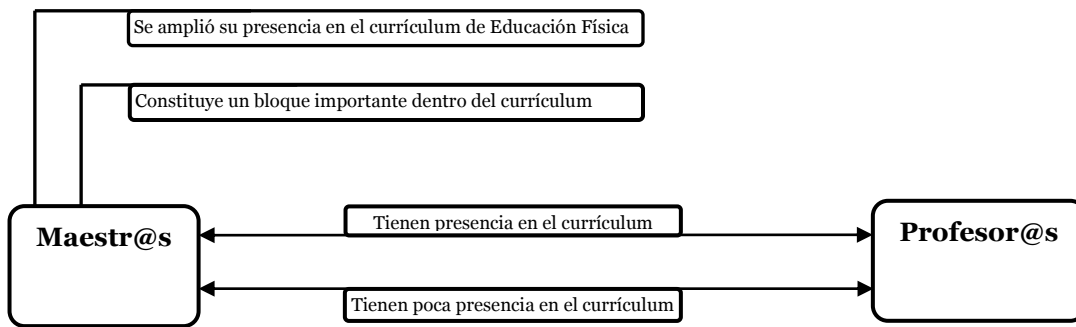 Se amplió su presencia en el currículum de Educación Física
Constituye un bloque importante dentro del currículum
Maestr@s
Tienen presencia en el currículum
Profesor@s
Tienen poca presencia en el currículum